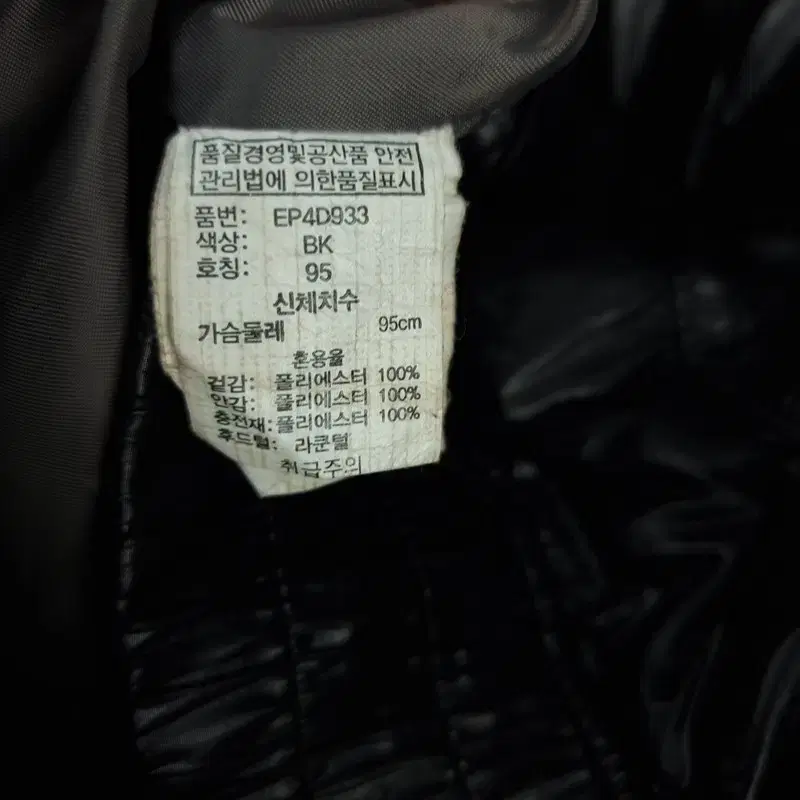 품질경영및공산품 안전
관리법에 의한품질표시
품번: EP4D933
색상: BK
호칭: 95
신체치수
가슴둘레 95cm
혼용율
겉감: 폴리에스터 100%
안감: 폴리에스터 100%
충전재:폴리에스터 100%
후드털: 라쿤털
취급주의